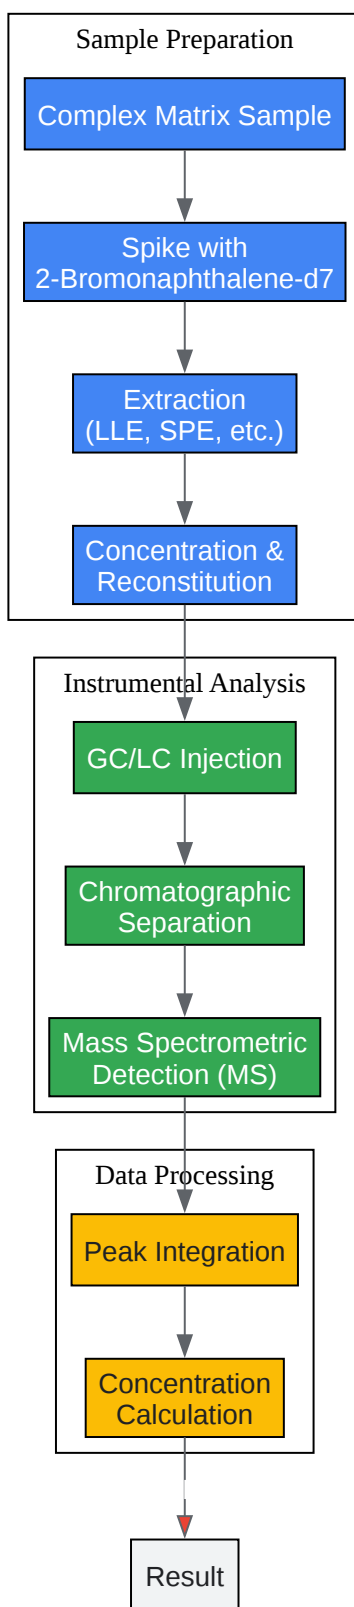 Sample Preparation
Complex Matrix Sample
Spike with
2-Bromonaphthalene-d7
Extraction
(LLE, SPE, etc.)
Concentration &
Reconstitution
Instrumental Analysis
GC/LC Injection
Chromatographic
Separation
Mass Spectrometric
Detection (MS)
Data Processing
Peak Integration
Concentration
Calculation
Result